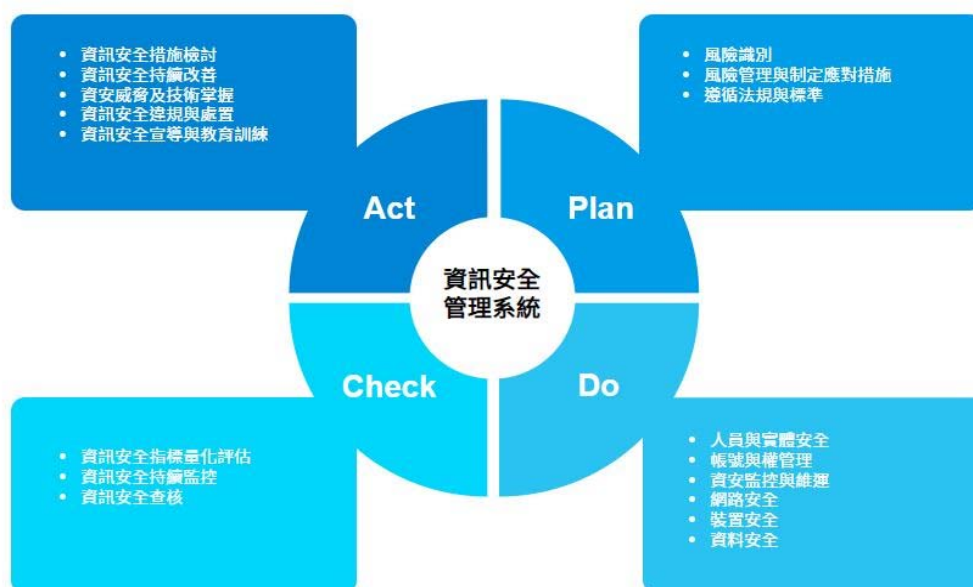 資訊安全措施檢討
資訊安全持續改善
資安威脅及技術掌握
資訊安全違規與處置
資訊安全宣導與教育訓練
風險識別
風險管理與制定應對措施
遵循法規與標準
Act
Plan
資訊安全
管理系統
Check
Do
資訊安全指標量化評估
資訊安全持續監控
資訊安全查核
人員與實體安全
帳號與權管理
資安監控與維運
網路安全
裝置安全
資料安全